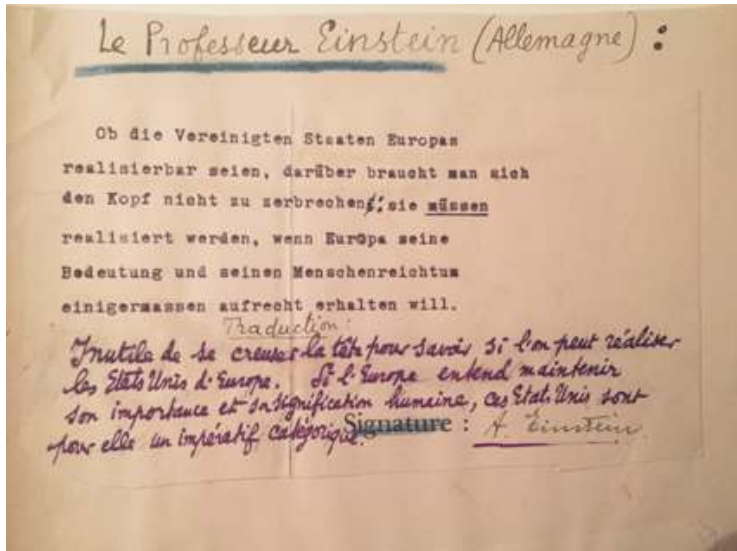 Le Professeur Einstein (Allemagne) :
Ob die Vereinigten Staaten Europas
realisierbar seien, darüber braucht man sich
den Kopf nicht zu zerbrechen: sie müssen
realisiert werden, wenn Europa seine
Bedeutung und seinen Menschenreichtum
einigermassen aufrecht erhalten will.
Traduction :
Inutile de se creuser la tête pour savoir si l'on peut réaliser
les Etats Unis d'Europe. Si l'Europe entend maintenir
son importance et sa signification humaine, ces Etats Unis sont
pour elle un impératif catégorique.
Signature : A. Einstein